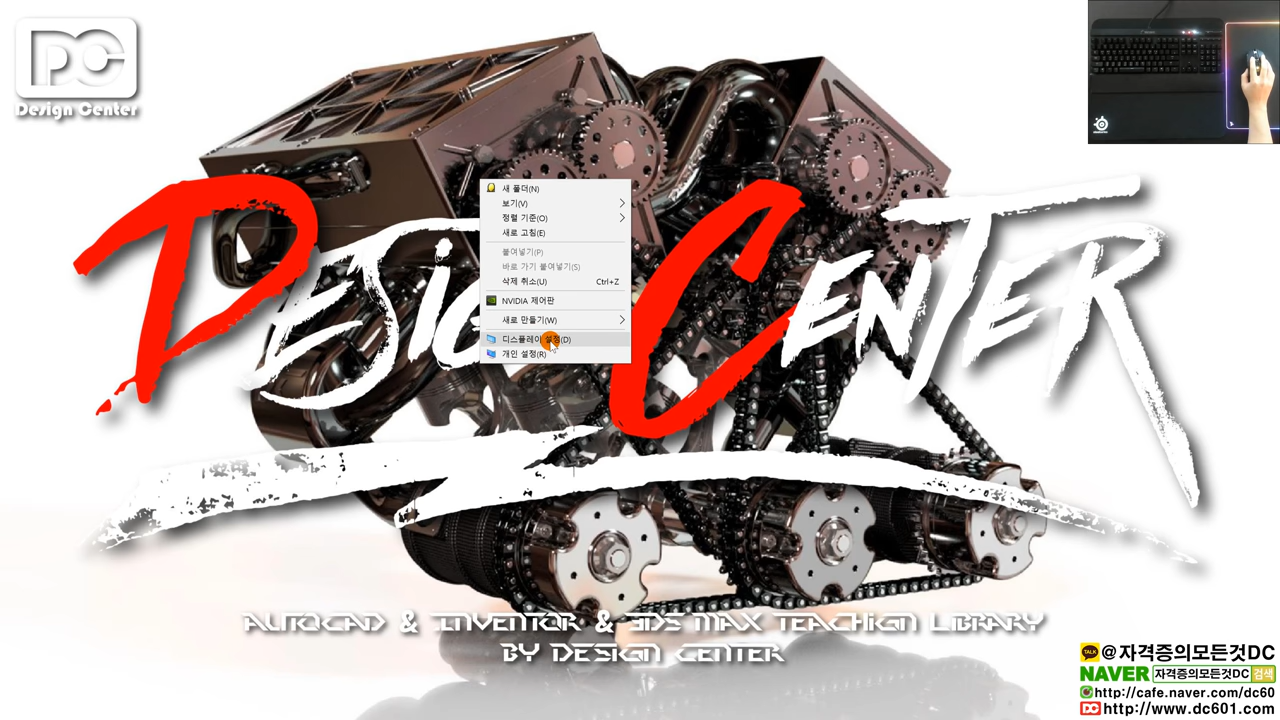 DC
Design Center
새 폴더(N)
보기(V)
정렬 기준(O)
새로 고침(E)
붙여넣기(P)
바로 가기 붙여넣기(S)
삭제 취소(U) Ctrl+Z
NVIDIA 제어판
새로 만들기(W)
디스플레이 설정(D)
개인 설정(R)
DESIGN CENTER
AUTOCAD & INVENTOR & 3DS MAX TEACHIGN LIBRARY
BY DESIGN CENTER
TALK @자격증의모든것DC
NAVER 자격증의모든것DC 검색
http://cafe.naver.com/dc60
DC http://www.dc601.com